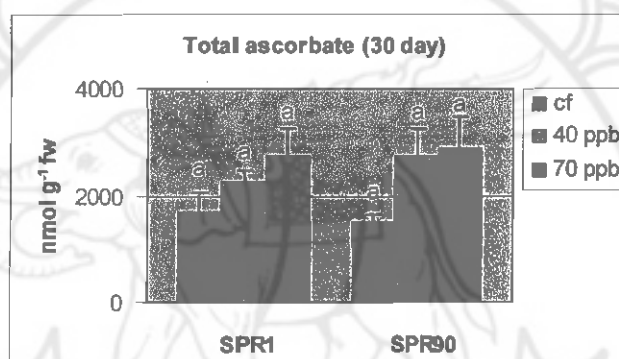 Total ascorbate (30 day)
nmol g-1 fw
4000
2000
0
a
a
a
a
a
a
SPR1
SPR90
cf
40 ppb
70 ppb